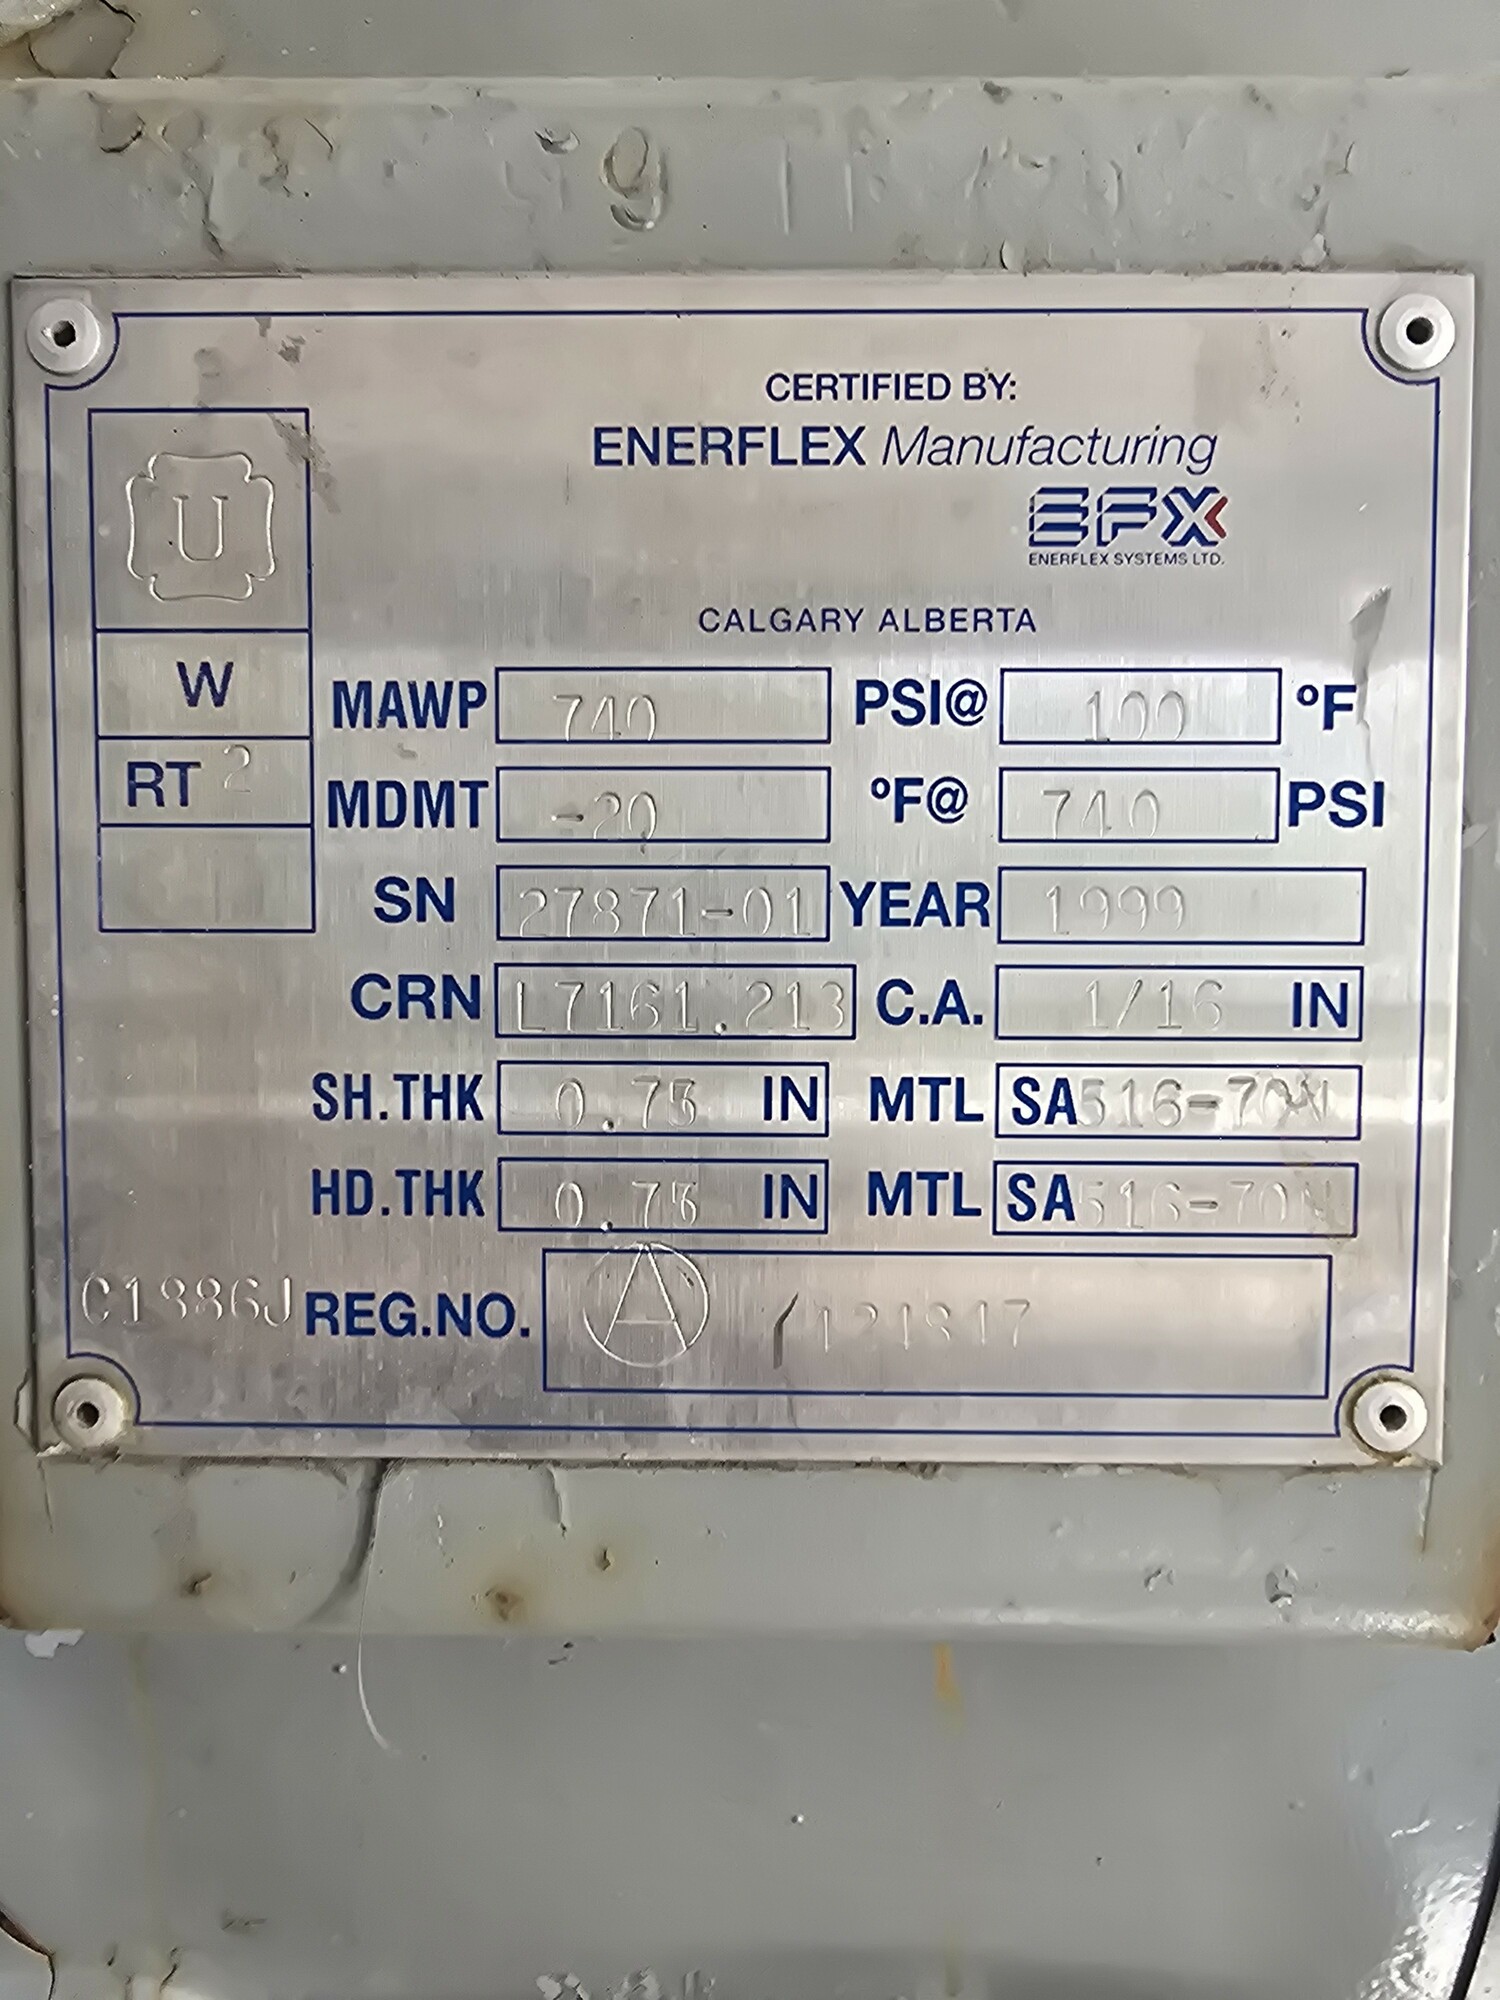 CERTIFIED BY:
ENERFLEX Manufacturing
EFX
ENERFLEX SYSTEMS LTD.
CALGARY ALBERTA
U
W
RT 2
MAWP 740 PSI@ 100 ºF
MDMT -20 ºF@ 740 PSI
SN 27871-01 YEAR 1999
CRN L7161.213 C.A. 1/16 IN
SH.THK 0.75 IN MTL SA516-70N
HD.THK 0.75 IN MTL SA516-70N
REG.NO. A